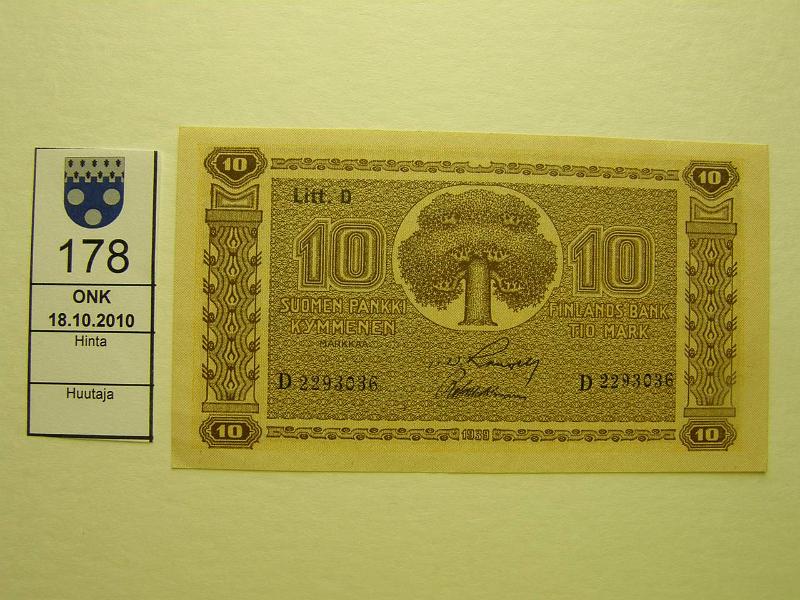 178
ONK
18.10.2010
Hinta
Huutaja
10 10
Litt. D
10 10
SUOMEN PANKKI FINLANDS BANK
KYMMENEN TIO MARK
MARKKAA
D 2293036 D 2293036
10 1939 10